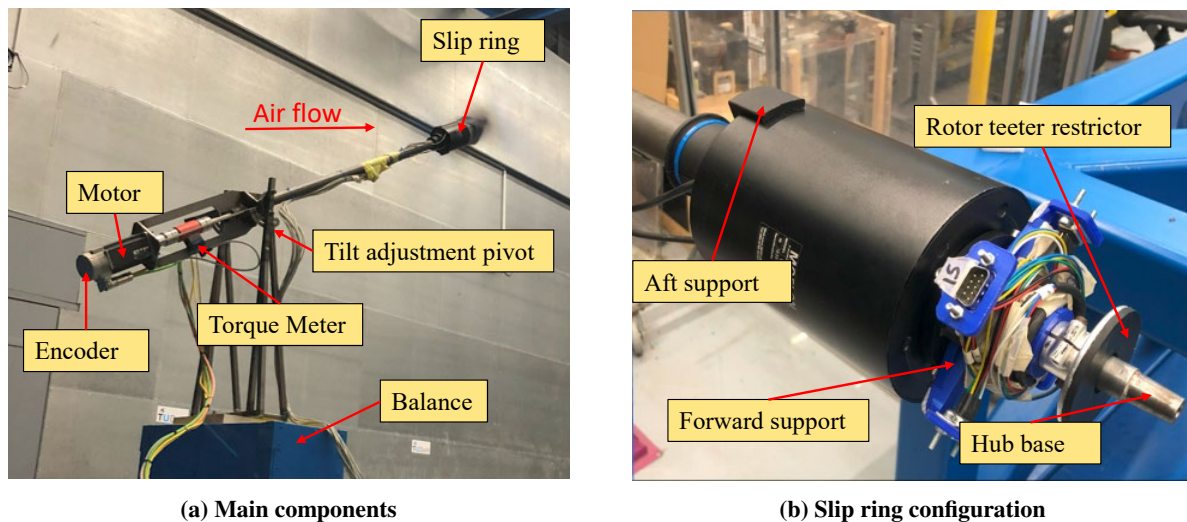 Slip ring
Air flow
Motor
Tilt adjustment pivot
Torque Meter
Encoder
Balance
(a) Main components
Rotor teeter restrictor
Aft support
15
Forward support
Hub base
(b) Slip ring configuration